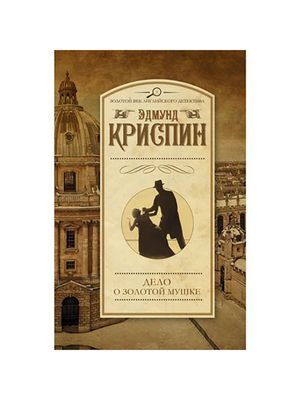 ЗОЛОТОЙ ВЕК АНГЛИЙСКОГО ДЕТЕКТИВА
ЭДМУНД
КРИСПИН
ДЕЛО
О ЗОЛОТОЙ МУШКЕ